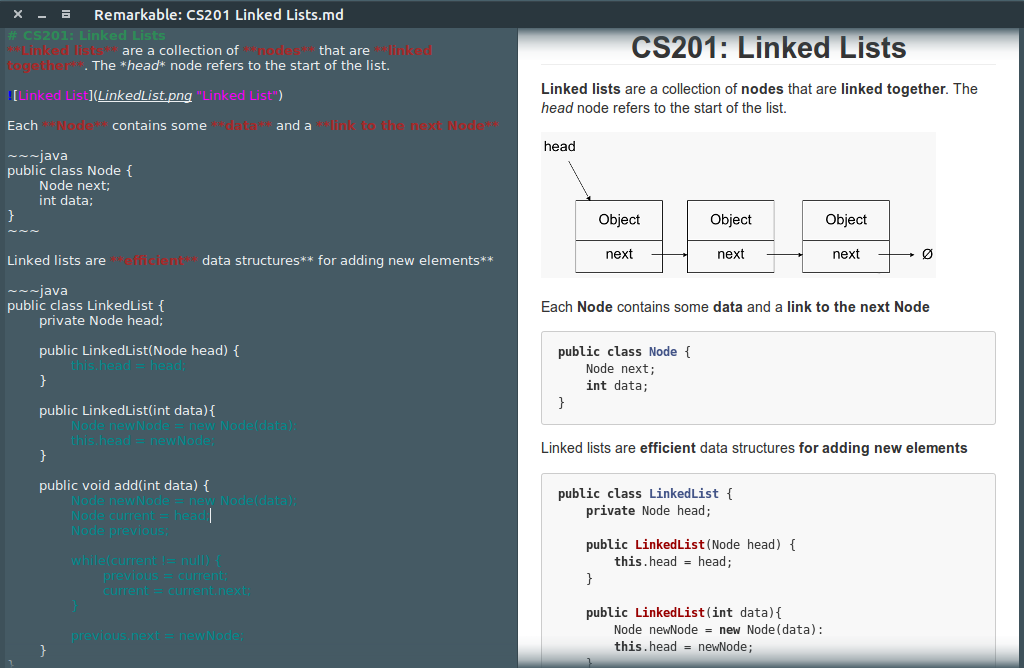 Remarkable: CS201 Linked Lists.md
# CS201: Linked Lists
**Linked lists** are a collection of **nodes** that are **linked
together**. The *head* node refers to the start of the list.
![Linked List](LinkedList.png "Linked List")
Each **Node** contains some **data** and a **link to the next Node**
~~~java
public class Node {
Node next;
int data;
}
~~~
Linked lists are **efficient** data structures** for adding new elements**
~~~java
public class LinkedList {
private Node head;
public LinkedList(Node head) {
this.head = head;
}
public LinkedList(int data){
Node newNode = new Node(data):
this.head = newNode;
}
public void add(int data) {
Node newNode = new Node(data);
Node current = head;
Node previous;
while(current != null) {
previous = current;
current = current.next;
}
previous.next = newNode;
}
}
CS201: Linked Lists
Linked lists are a collection of nodes that are linked together. The
head node refers to the start of the list.
head
Object Object Object
next next next Ø
Each Node contains some data and a link to the next Node
public class Node {
Node next;
int data;
}
Linked lists are efficient data structures for adding new elements
public class LinkedList {
private Node head;
public LinkedList(Node head) {
this.head = head;
}
public LinkedList(int data){
Node newNode = new Node(data):
this.head = newNode;
}